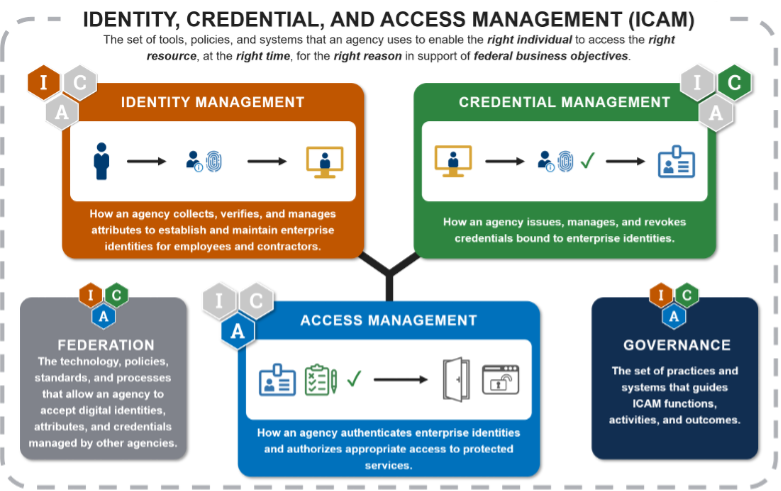 IDENTITY, CREDENTIAL, AND ACCESS MANAGEMENT (ICAM)
The set of tools, policies, and systems that an agency uses to enable the right individual to access the right
resource, at the right time, for the right reason in support of federal business objectives.
I C
A
IDENTITY MANAGEMENT
How an agency collects, verifies, and manages
attributes to establish and maintain enterprise
identities for employees and contractors.
I C
A
CREDENTIAL MANAGEMENT
How an agency issues, manages, and revokes
credentials bound to enterprise identities.
I C
A
FEDERATION
The technology, policies,
standards, and processes
that allow an agency to
accept digital identities,
attributes, and credentials
managed by other agencies.
I C
A
ACCESS MANAGEMENT
How an agency authenticates enterprise identities
and authorizes appropriate access to protected
services.
I C
A
GOVERNANCE
The set of practices and
systems that guides
ICAM functions,
activities, and outcomes.